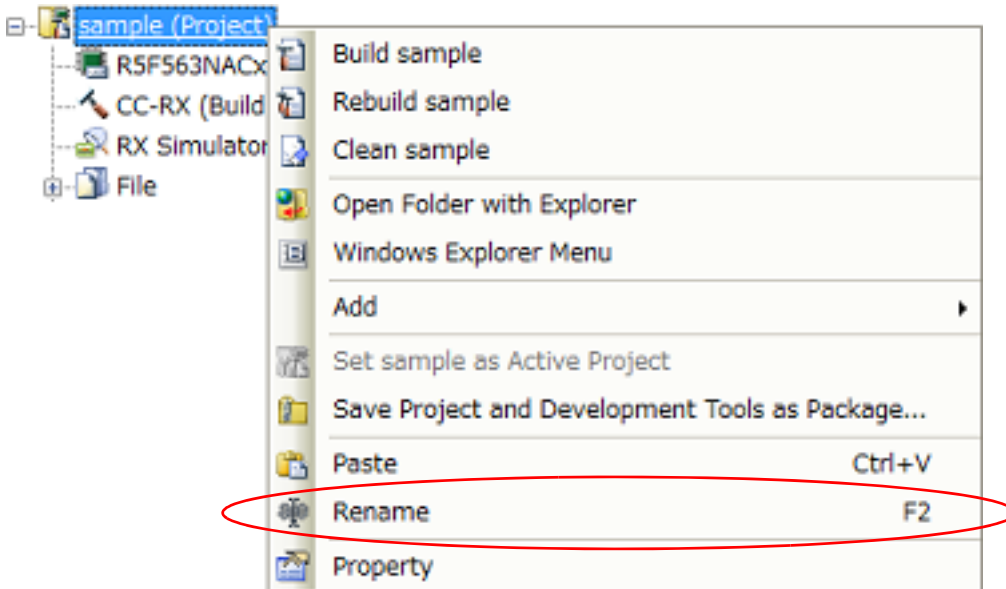 sample (Project)
R5F563NACx
CC-RX (Build
RX Simulator
File
Build sample
Rebuild sample
Clean sample
Open Folder with Explorer
Windows Explorer Menu
Add
Set sample as Active Project
Save Project and Development Tools as Package...
Paste Ctrl+V
Rename F2
Property